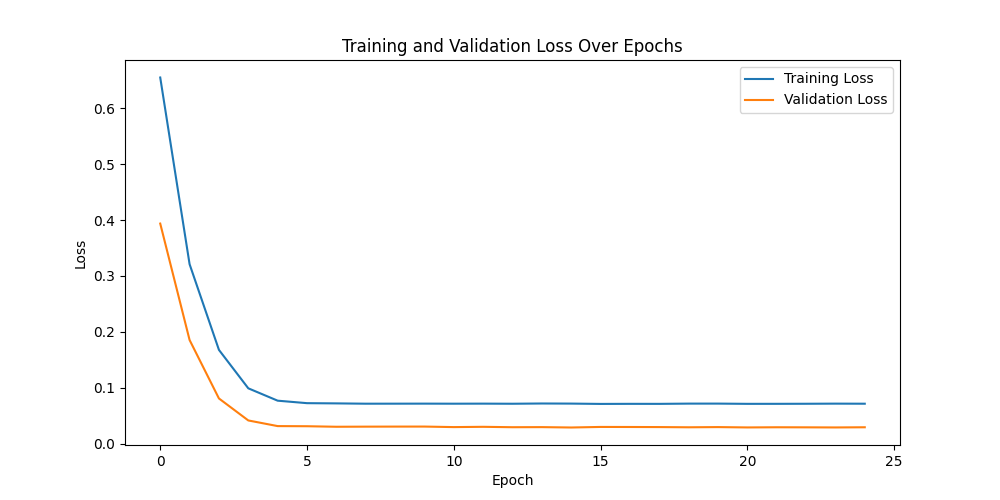 Training and Validation Loss Over Epochs
Training Loss
Validation Loss
0.6
0.5
0.4
0.3
0.2
0.1
0.0
Loss
0 5 10 15 20 25
Epoch